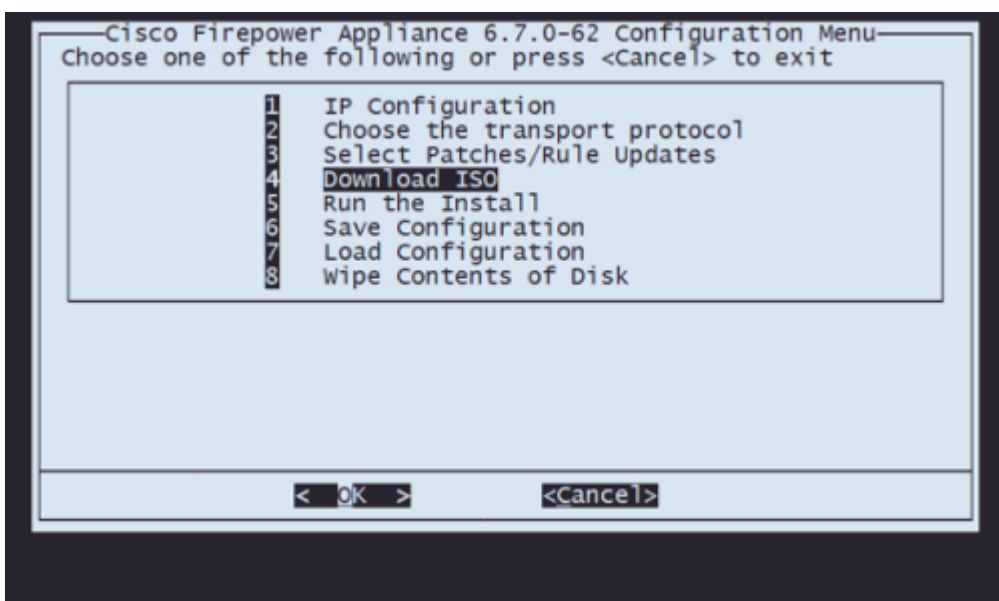 Cisco Firepower Appliance 6.7.0-62 Configuration Menu
Choose one of the following or press <Cancel> to exit
1 IP Configuration
2 Choose the transport protocol
3 Select Patches/Rule Updates
4 Download ISO
5 Run the Install
6 Save Configuration
7 Load Configuration
8 Wipe Contents of Disk
< OK > <Cancel>